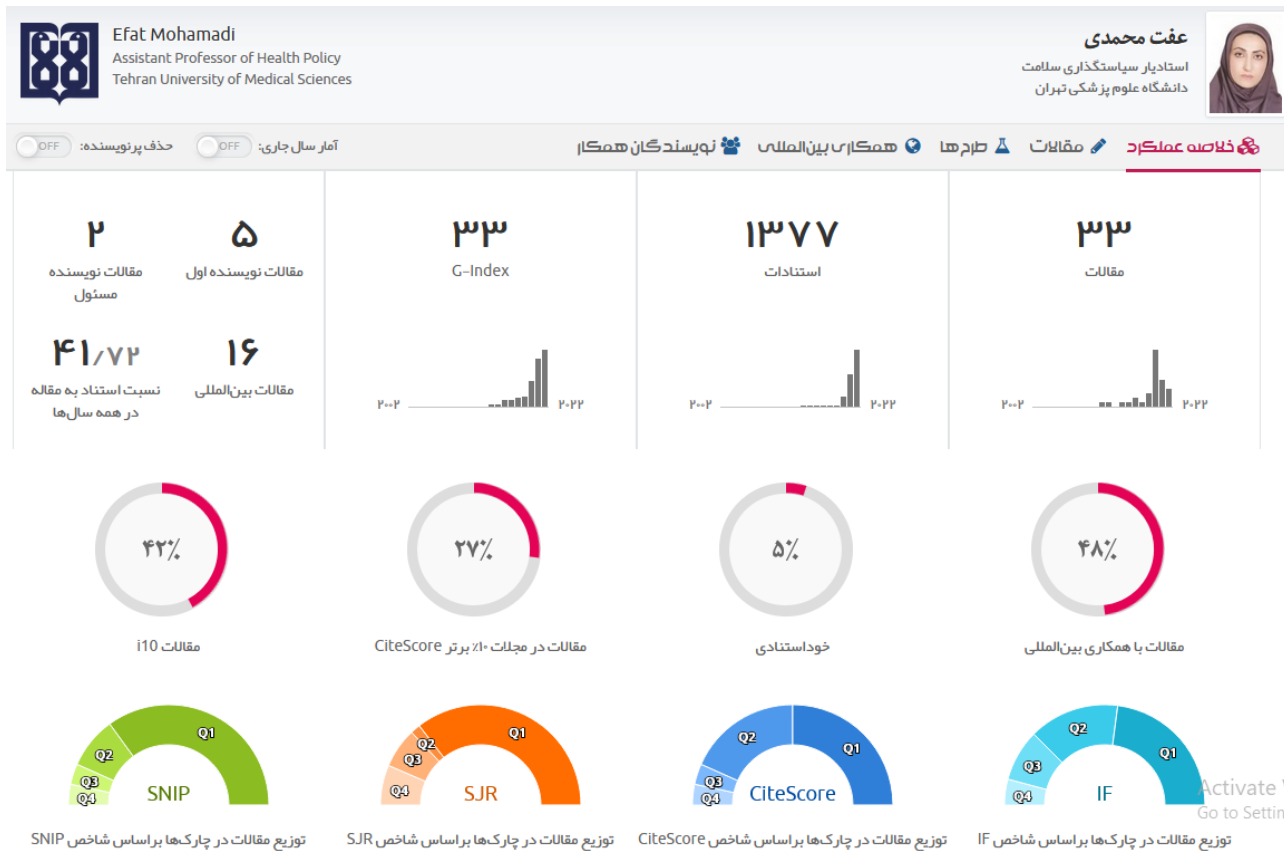 Efat Mohamadi
Assistant Professor of Health Policy
Tehran University of Medical Sciences
عفت محمدی
استادیار سیاستگذاری سلامت
دانشگاه علوم پزشکی تهران
خلاصه عملکرد
مقالات
طرح‌ها
همکاری بین‌المللی
نویسندگان همکار
آمار سال جاری: OFF
حذف پرنویسنده: OFF
۳۳
مقالات
۲۰۰۲
۲۰۲۲
۱۳۷۷
استنادات
۲۰۰۲
۲۰۲۲
۳۳
G-Index
۲۰۰۲
۲۰۲۲
۵
مقالات نویسنده اول
۲
مقالات نویسنده
مسئول
۱۶
مقالات بین‌المللی
۴۱٫۷۲
نسبت استناد به مقاله
در همه سال‌ها
۴۸٪
مقالات با همکاری بین‌المللی
۵٪
خوداستنادی
۲۷٪
مقالات در مجلات ۱۰٪ برتر CiteScore
۴۲٪
مقالات i10
Q1
Q2
Q3
Q4
IF
توزیع مقالات در چارک‌ها براساس شاخص IF
Q1
Q2
Q3
Q4
CiteScore
توزیع مقالات در چارک‌ها براساس شاخص CiteScore
Q1
Q2
Q3
Q4
SJR
توزیع مقالات در چارک‌ها براساس شاخص SJR
Q1
Q2
Q3
Q4
SNIP
توزیع مقالات در چارک‌ها براساس شاخص SNIP
Activate
Go to Settin